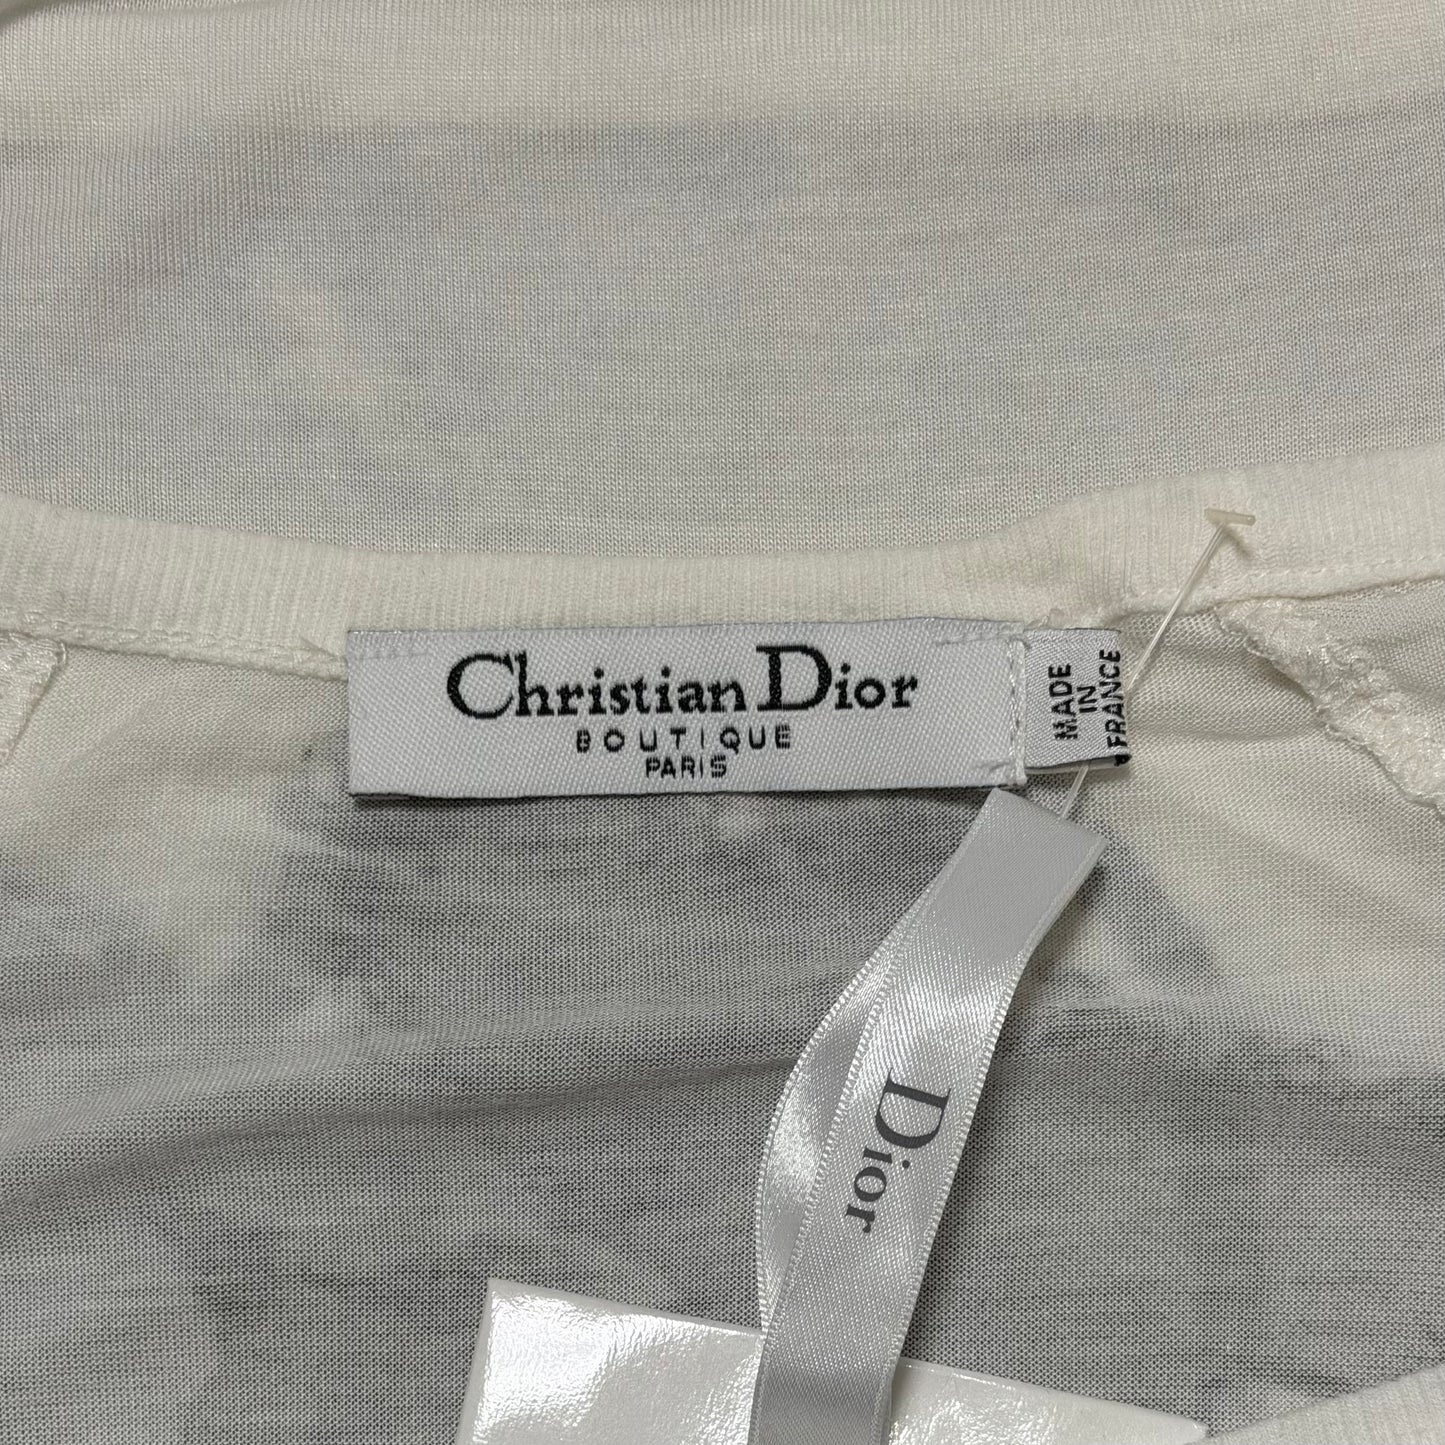 Christian Dior
BOUTIQUE
PARIS
MADE
IN
FRANCE
Dior